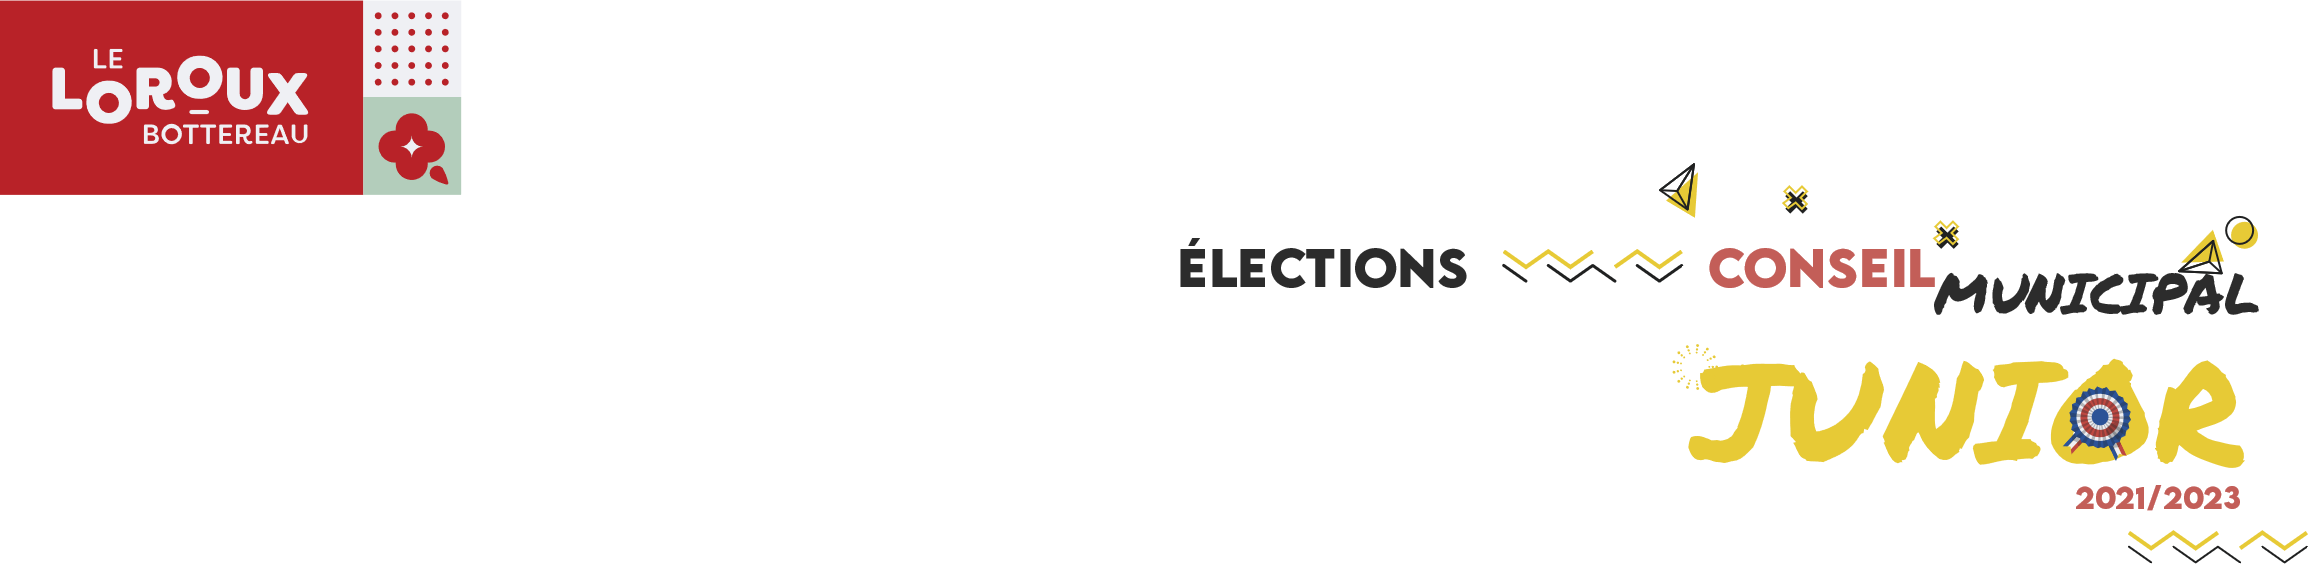 LE
LOROUX
BOTTEREAU
ÉLECTIONS CONSEIL
MUNICIPAL
JUNIOR
2021/2023